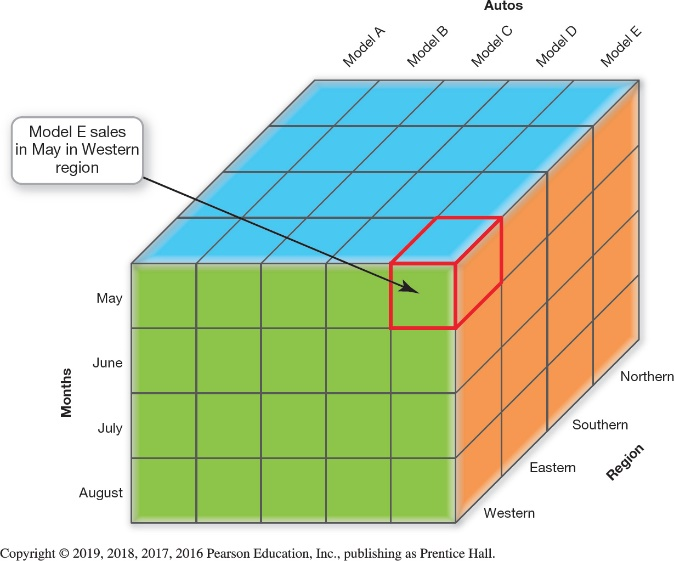 Autos
Model A
Model B
Model C
Model D
Model E
Model E sales
in May in Western
region
May
June
July
August
Months
Northern
Southern
Eastern
Western
Region
Copyright © 2019, 2018, 2017, 2016 Pearson Education, Inc., publishing as Prentice Hall.